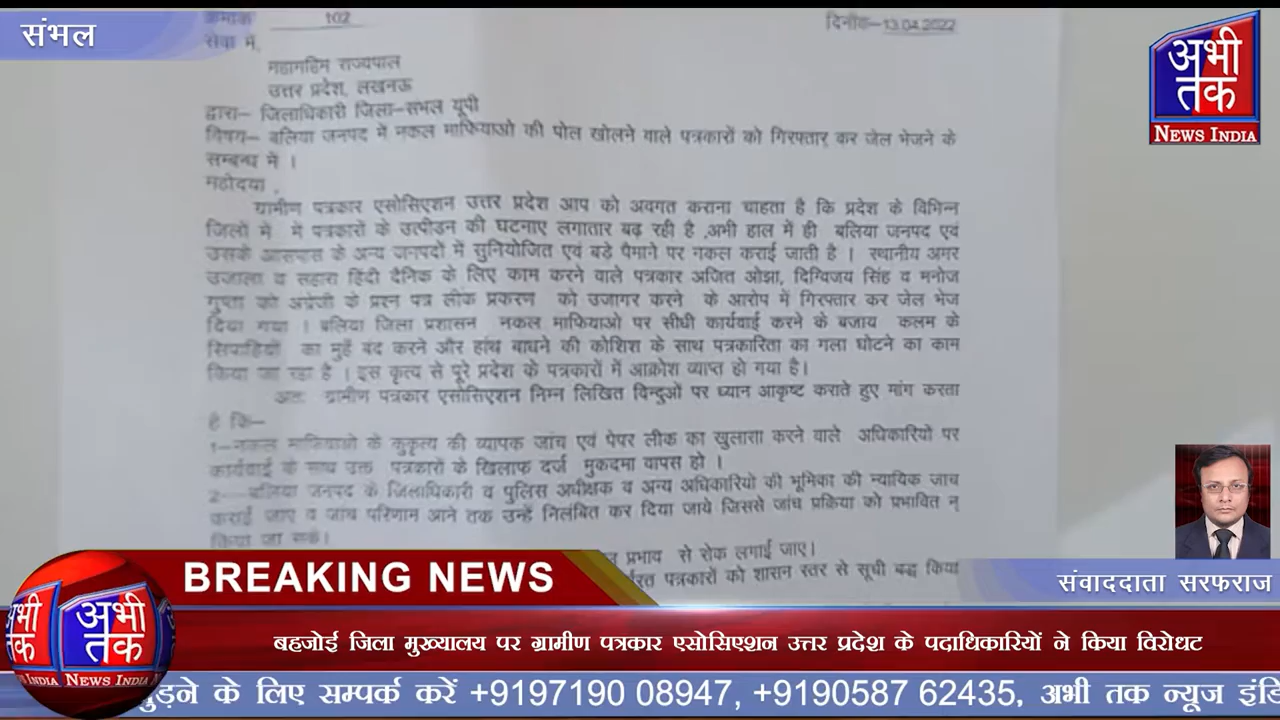 संभल
क्रमांक 102
दिनाँक-13.04.2022
सेवा में,
महामहिम राज्यपाल
उत्तर प्रदेश, लखनऊ
द्वारा- जिलाधिकारी जिला-संभल यूपी
विषय- बलिया जनपद में नकल माफियाओ की पोल खोलने वाले पत्रकारों को गिरफ्तार कर जेल भेजने के
सम्बन्ध में ।
महोदया ,
ग्रामीण पत्रकार एसोसिएशन उत्तर प्रदेश आप को अवगत कराना चाहता है कि प्रदेश के विभिन्न
जिलों में में पत्रकारों के उत्पीडन की घटनाए लगातार बढ़ रही है ,अभी हाल में ही बलिया जनपद एवं
उसके आसपास के अन्य जनपदों में सुनियोजित एवं बड़े पैमाने पर नकल कराई जाती है । स्थानीय अमर
उजाला व सहारा हिंदी दैनिक के लिए काम करने वाले पत्रकार अजित ओझा, दिग्विजय सिंह व मनोज
गुप्ता को अंग्रेजी के प्रश्न पत्र लीक प्रकरण को उजागर करने के आरोप में गिरफ्तार कर जेल भेज
दिया गया । बलिया जिला प्रशासन नकल माफियाओ पर सीधी कार्यवाई करने के बजाय कलम के
सिपाहियों का मुहँ बंद करने और हांथ बाधने की कोशिश के साथ पत्रकारिता का गला घोटने का काम
किया जा रहा है । इस कृत्य से पूरे प्रदेश के पत्रकारों में आक्रोश व्याप्त हो गया है।
अतः ग्रामीण पत्रकार एसोसिएशन निम्न लिखित विन्दुओं पर ध्यान आकृष्ट कराते हुए मांग करता
है कि-
1-नकल माफियाओ के कुकृत्य की व्यापक जांच एवं पेपर लीक का खुलासा करने वाले अधिकारियो पर
कार्यवाई के साथ उक्त पत्रकारों के खिलाफ दर्ज मुकदमा वापस हो ।
2--बलिया जनपद के जिलाधिकारी व पुलिस अधीक्षक व अन्य अधिकारियो की भूमिका की न्यायिक जाच
कराई जाए व जांच परिणाम आने तक उन्हें निलंबित कर दिया जाये जिससे जांच प्रकिया को प्रभावित न्
किया जा सके।
प्रभाव से रोक लगाई जाए।
पत्रकारों को शासन स्तर से सूची बद्ध किया
अभी तक
NEWS INDIA
संवाददाता सरफराज
BREAKING NEWS
अभी तक
NEWS INDIA
बहजोई जिला मुख्यालय पर ग्रामीण पत्रकार एसोसिएशन उत्तर प्रदेश के पदाधिकारियों ने किया विरोधट
जुड़ने के लिए सम्पर्क करें +9197190 08947, +9190587 62435, अभी तक न्यूज इंडि